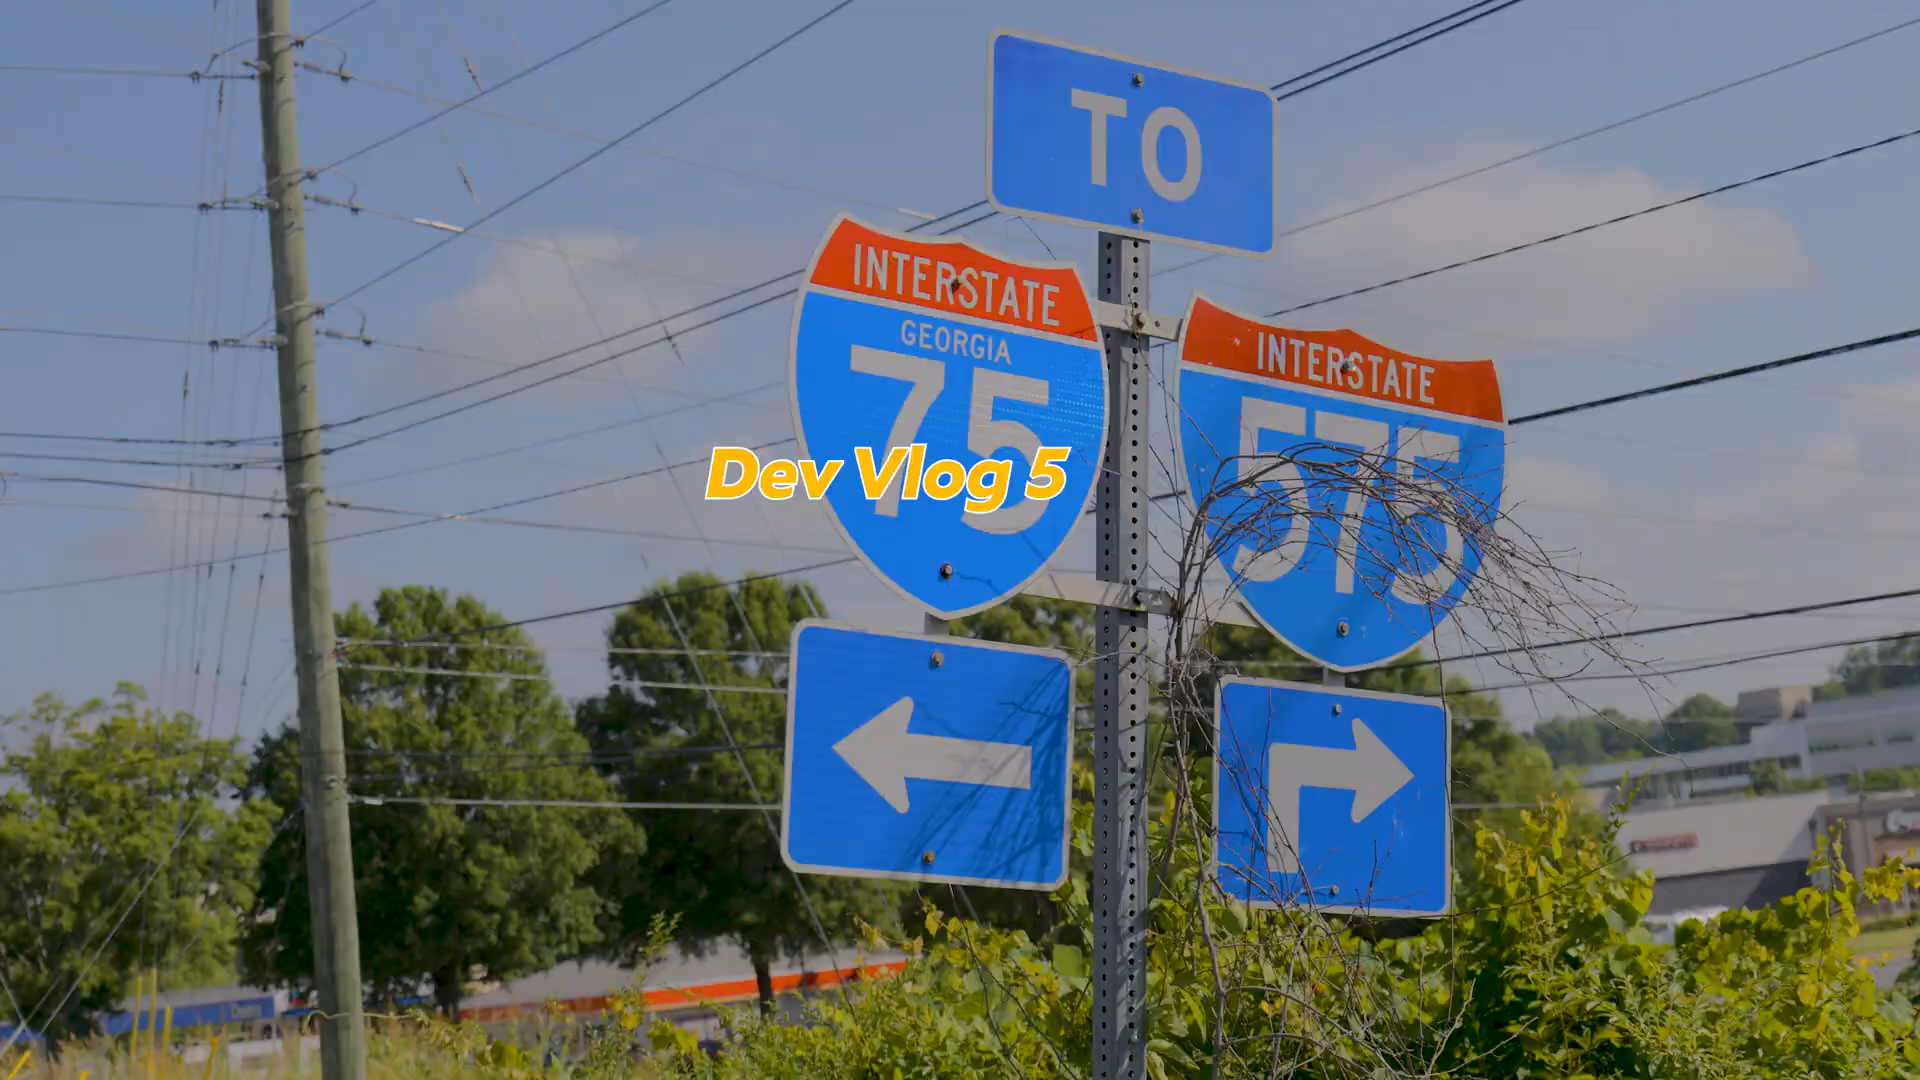 TO
INTERSTATE
GEORGIA
75
INTERSTATE
575
Dev Vlog 5